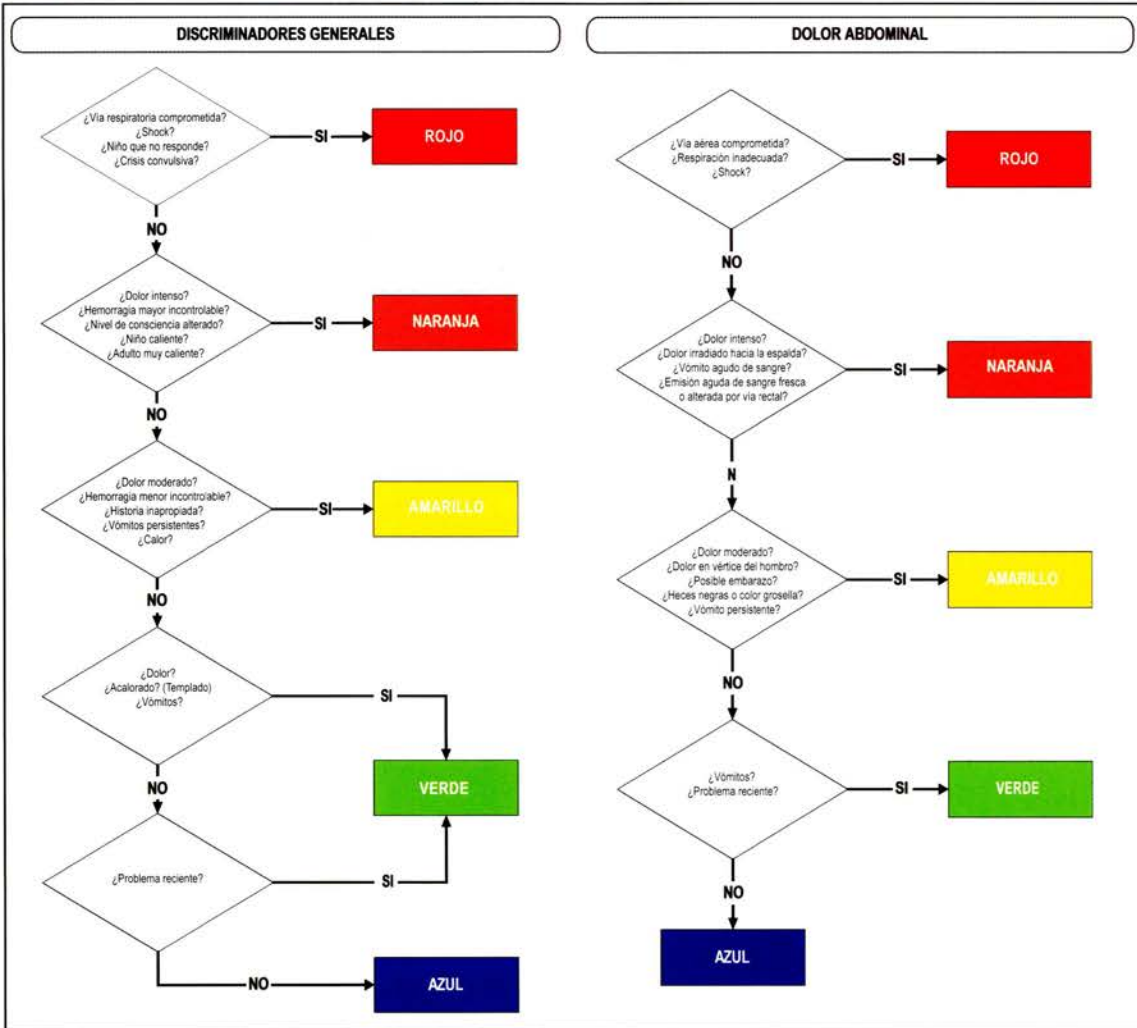 DISCRIMINADORES GENERALES
¿Vía respiratoria comprometida?
¿Shock?
¿Niño que no responde?
¿Crisis convulsiva?
SI
ROJO
NO
¿Dolor intenso?
¿Hemorragia mayor incontrolable?
¿Nivel de consciencia alterado?
¿Niño caliente?
¿Adulto muy caliente?
SI
NARANJA
NO
¿Dolor moderado?
¿Hemorragia menor incontrolable?
¿Historia inapropiada?
¿Vómitos persistentes?
¿Calor?
SI
AMARILLO
NO
¿Dolor?
¿Acalorado? (Templado)
¿Vómitos?
SI
VERDE
NO
¿Problema reciente?
SI
NO
AZUL
DOLOR ABDOMINAL
¿Vía aérea comprometida?
¿Respiración inadecuada?
¿Shock?
SI
ROJO
NO
¿Dolor intenso?
¿Dolor irradiado hacia la espalda?
¿Vómito agudo de sangre?
¿Emisión aguda de sangre fresca
o alterada por vía rectal?
SI
NARANJA
N
¿Dolor moderado?
¿Dolor en vértice del hombro?
¿Posible embarazo?
¿Heces negras o color grosella?
¿Vómito persistente?
SI
AMARILLO
NO
¿Vómitos?
¿Problema reciente?
SI
VERDE
NO
AZUL